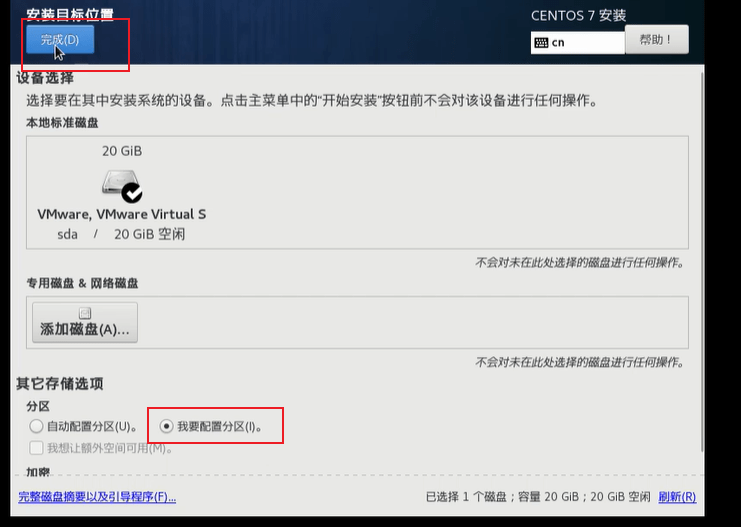 安装目标位置
CENTOS 7 安装
完成(D)
cn
帮助！
设备选择
选择要在其中安装系统的设备。点击主菜单中的“开始安装”按钮前不会对该设备进行任何操作。
本地标准磁盘
20 GiB
VMware, VMware Virtual S
sda / 20 GiB 空闲
不会对未在此处选择的磁盘进行任何操作。
专用磁盘 & 网络磁盘
添加磁盘(A)...
不会对未在此处选择的磁盘进行任何操作。
其它存储选项
分区
自动配置分区(U)。
我要配置分区(I)。
我想让额外空间可用(M)。
加密
完整磁盘摘要以及引导程序(F)...
已选择 1 个磁盘；容量 20 GiB；20 GiB 空闲
刷新(R)